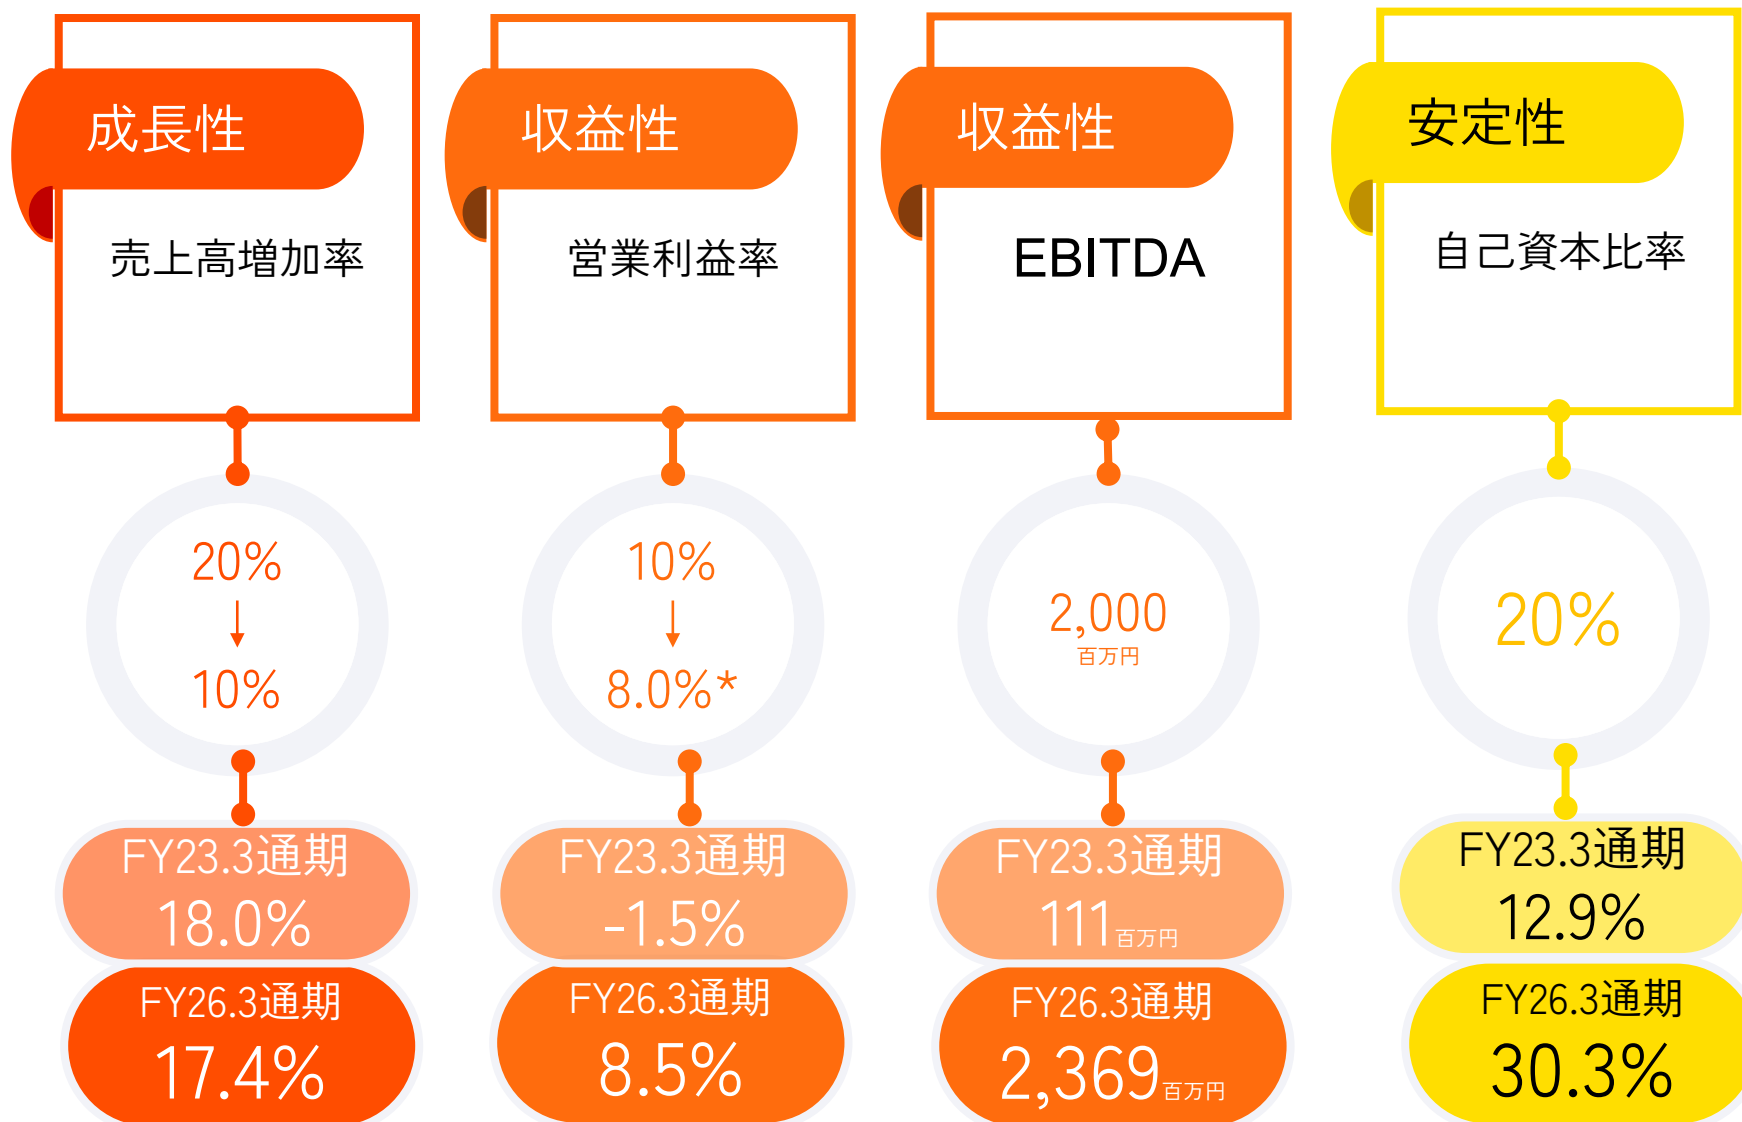 成長性
売上高増加率
20%
↓
10%
FY23.3通期
18.0%
FY26.3通期
17.4%
収益性
営業利益率
10%
↓
8.0%*
FY23.3通期
-1.5%
FY26.3通期
8.5%
収益性
EBITDA
2,000
百万円
FY23.3通期
111百万円
FY26.3通期
2,369百万円
安定性
自己資本比率
20%
FY23.3通期
12.9%
FY26.3通期
30.3%